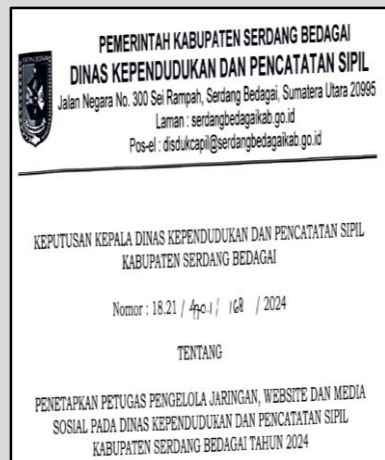 PEMERINTAH KABUPATEN SERDANG BEDAGAI
DINAS KEPENDUDUKAN DAN PENCATATAN SIPIL
Jalan Negara No. 300 Sei Rampah, Serdang Bedagai, Sumatera Utara 20995
Laman : serdangbedagaikab.go.id
Pos-el : disdukcapil@serdangbedagaikab.go.id
KEPUTUSAN KEPALA DINAS KEPENDUDUKAN DAN PENCATATAN SIPIL
KABUPATEN SERDANG BEDAGAI
Nomor : 18.21 / 470.1 / 168 / 2024
TENTANG
PENETAPKAN PETUGAS PENGELOLA JARINGAN, WEBSITE DAN MEDIA
SOSIAL PADA DINAS KEPENDUDUKAN DAN PENCATATAN SIPIL
KABUPATEN SERDANG BEDAGAI TAHUN 2024